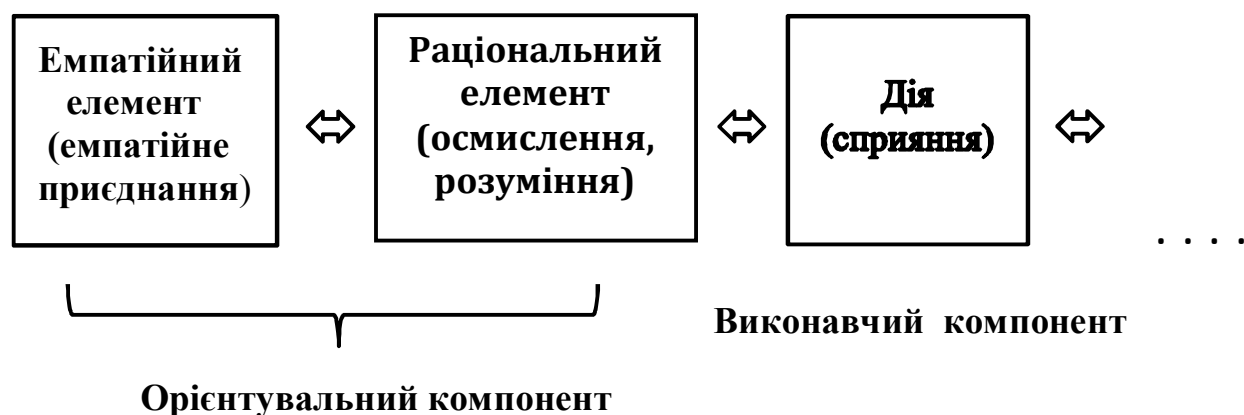 Емпатійний
елемент
(емпатійне
приєднання)
Раціональний
елемент
(осмислення,
розуміння)
Дія
(сприяння)
. . . .
Виконавчий компонент
Орієнтувальний компонент